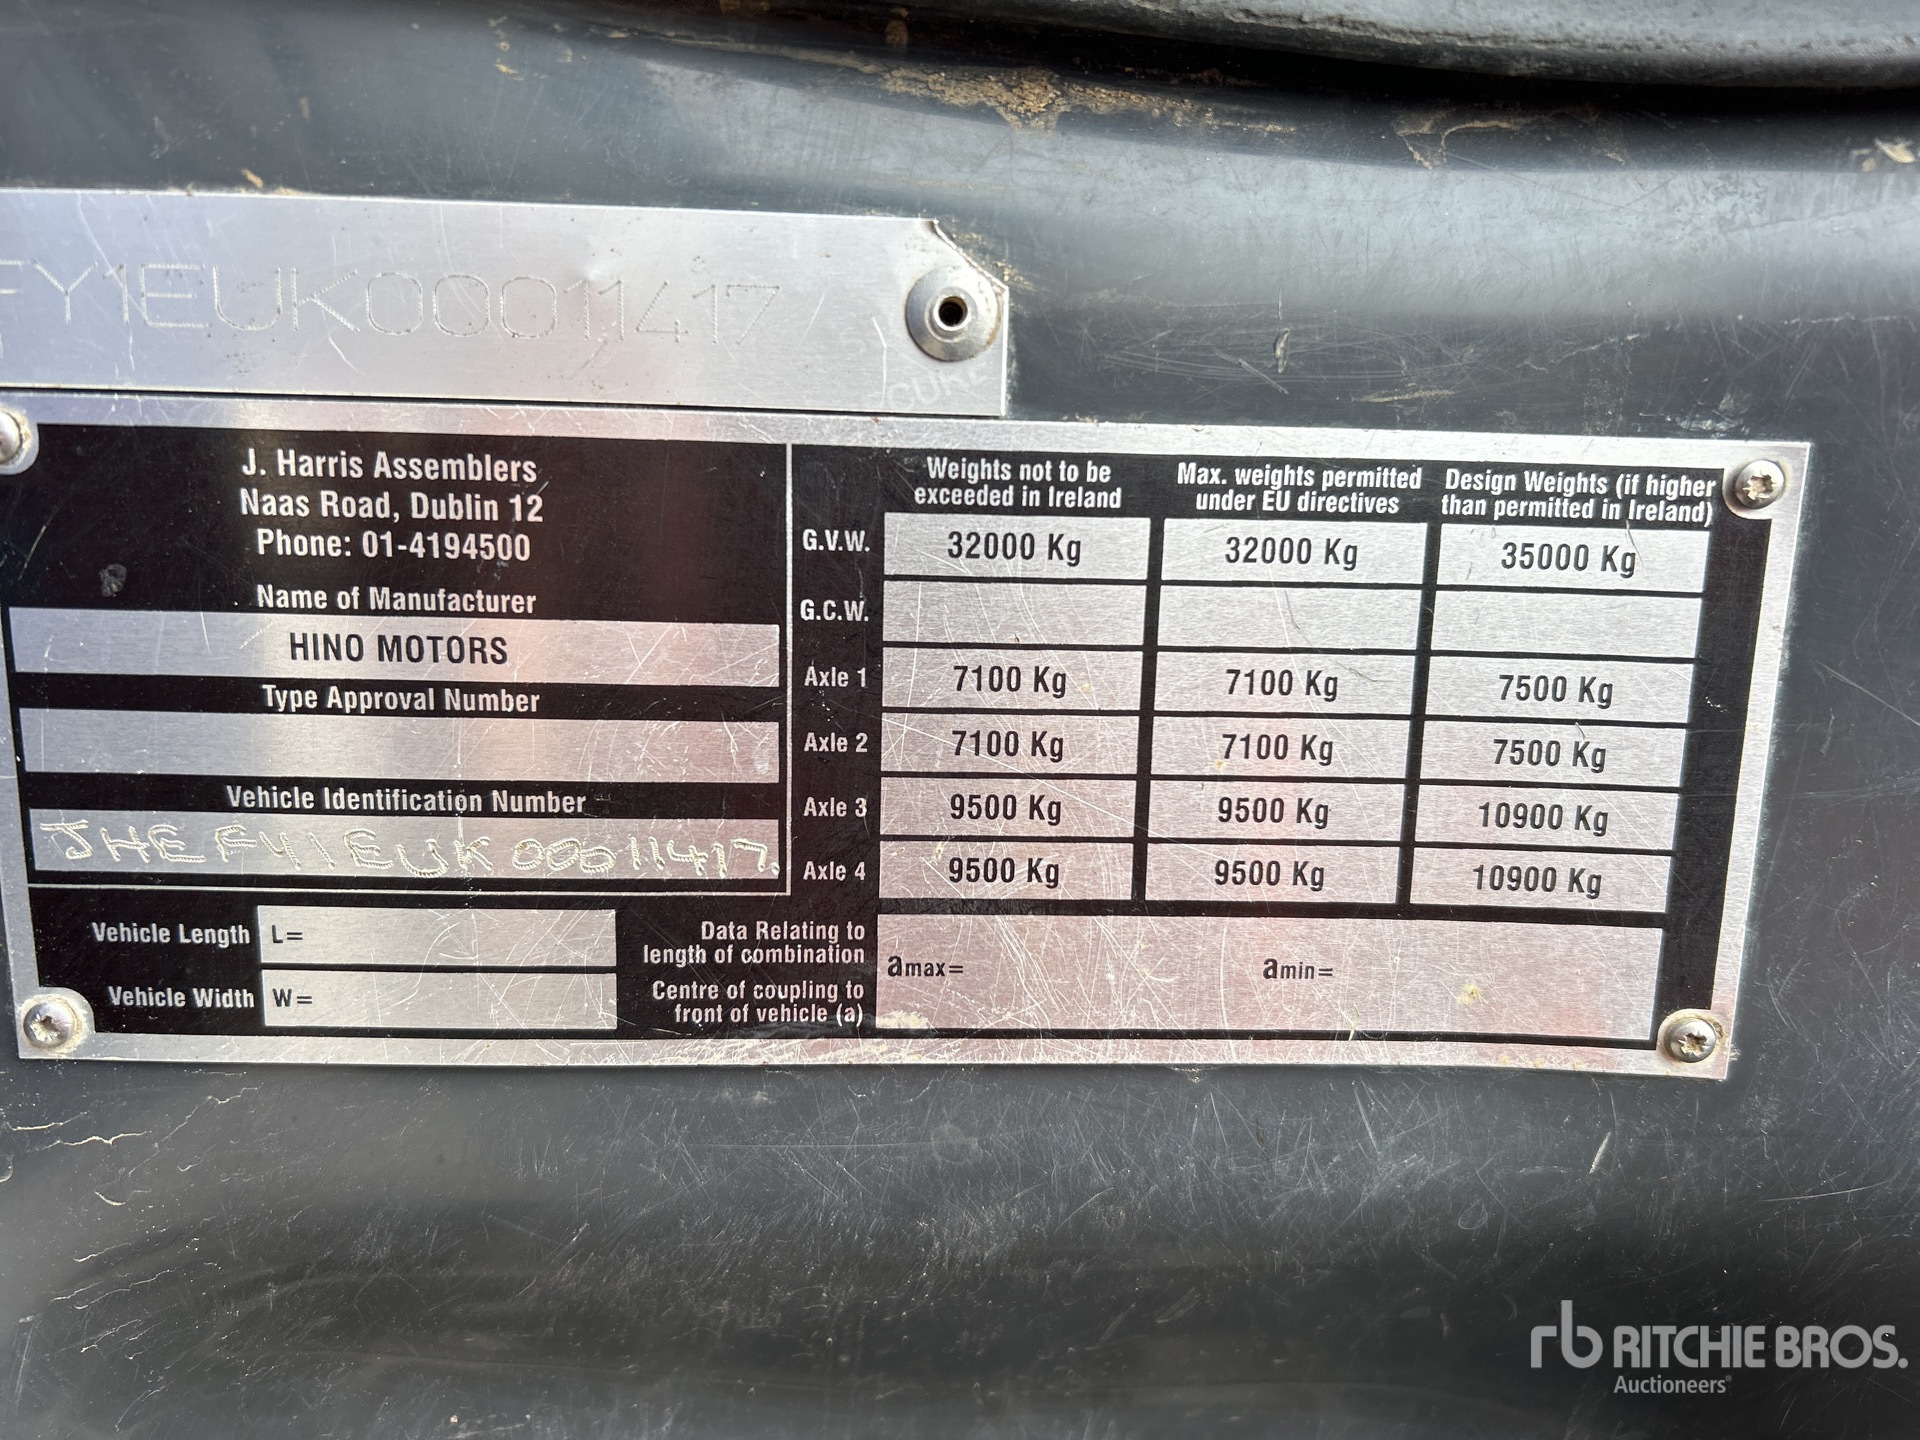 FY1EUK00011417
CURE
J. Harris Assemblers
Naas Road, Dublin 12
Phone: 01-4194500
Name of Manufacturer
HINO MOTORS
Type Approval Number
Vehicle Identification Number
JHEFY1EUK00011417.
Weights not to be
exceeded in Ireland
Max. weights permitted
under EU directives
Design Weights (if higher
than permitted in Ireland)
G.V.W. 32000 Kg 32000 Kg 35000 Kg
G.C.W.
Axle 1 7100 Kg 7100 Kg 7500 Kg
Axle 2 7100 Kg 7100 Kg 7500 Kg
Axle 3 9500 Kg 9500 Kg 10900 Kg
Axle 4 9500 Kg 9500 Kg 10900 Kg
Vehicle Length L=
Vehicle Width W=
Data Relating to
length of combination
Centre of coupling to
front of vehicle (a)
amax= amin=
rb RITCHIE BROS.
Auctioneers